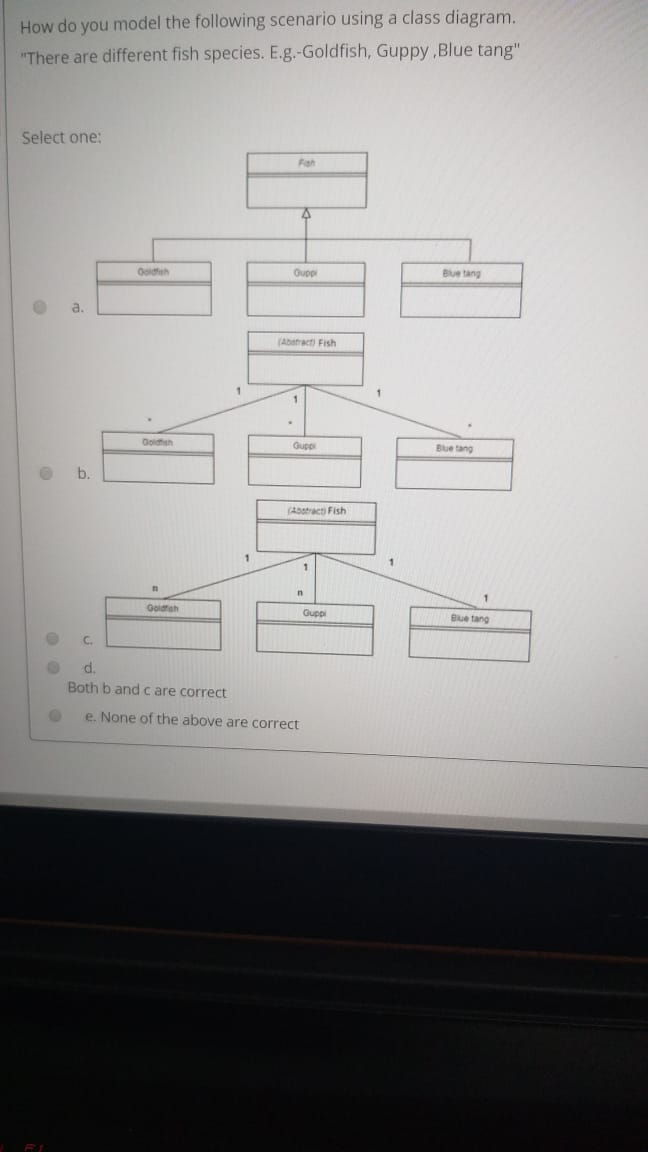 How do you model the following scenario using a class diagram.
"There are different fish species. E.g.-Goldfish, Guppy ,Blue tang"
Select one:
Fish
Goldfish
Guppi
Blue tang
a.
(Abstract) Fish
1
1
1
*
*
*
Goldfish
Guppi
Blue tang
b.
(Abstract) Fish
1
1
1
n
n
1
Goldfish
Guppi
Blue tang
c.
d.
Both b and c are correct
e. None of the above are correct